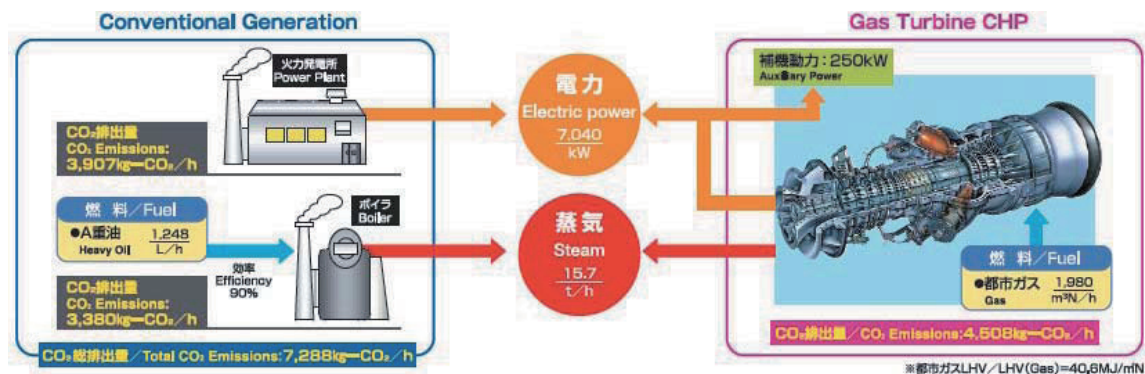 Conventional Generation
火力発電所
Power Plant
CO₂排出量
CO₂ Emissions:
3,907kg-CO₂/h
燃 料/Fuel
●A重油
Heavy Oil
1,248
L/h
効率
Efficiency
90%
ボイラ
Boiler
CO₂排出量
CO₂ Emissions:
3,380kg-CO₂/h
CO₂総排出量/Total CO₂ Emissions:7,288kg-CO₂/h
電力
Electric power
7,040
kW
蒸気
Steam
15.7
t/h
Gas Turbine CHP
補機動力:250kW
Auxiliary Power
燃 料/Fuel
●都市ガス
Gas
1,980
m³N/h
CO₂排出量/CO₂ Emissions:4,508kg-CO₂/h
※都市ガスLHV/LHV(Gas)=40.6MJ/m³N